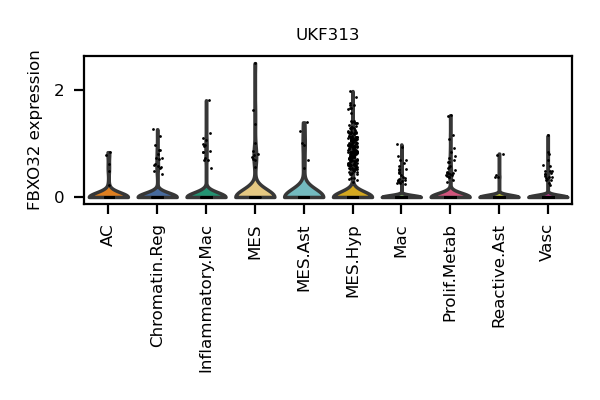 UKF313
FBXO32 expression
2
0
AC
Chromatin.Reg
Inflammatory.Mac
MES
MES.Ast
MES.Hyp
Mac
Prolif.Metab
Reactive.Ast
Vasc